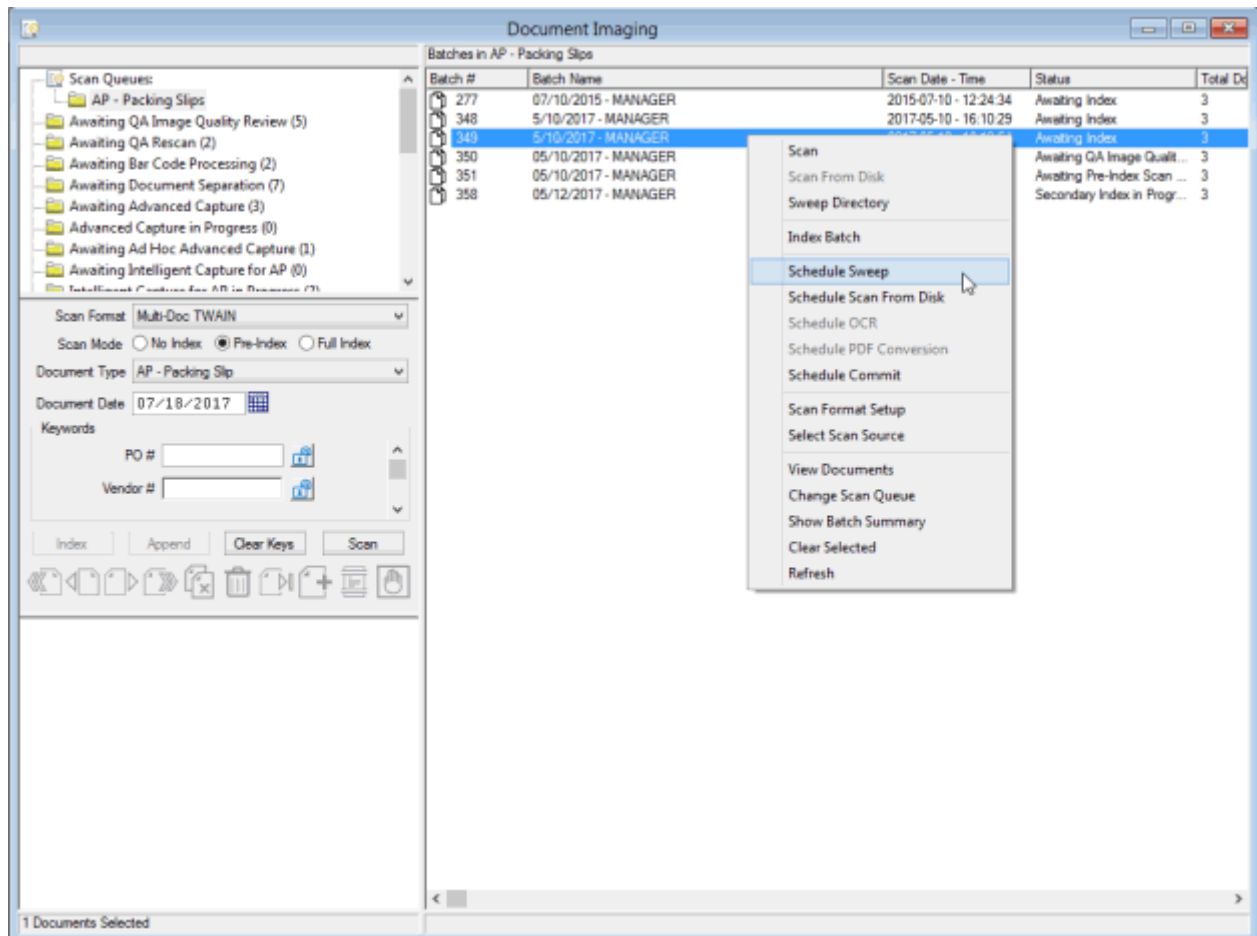 Document Imaging
Batches in AP - Packing Slips
Scan Queues:
AP - Packing Slips
Awaiting QA Image Quality Review (5)
Awaiting QA Rescan (2)
Awaiting Bar Code Processing (2)
Awaiting Document Separation (7)
Awaiting Advanced Capture (3)
Advanced Capture in Progress (0)
Awaiting Ad Hoc Advanced Capture (1)
Awaiting Intelligent Capture for AP (0)
Scan Format Multi-Doc TWAIN
Scan Mode No Index Pre-Index Full Index
Document Type AP - Packing Slip
Document Date 07/18/2017
Keywords
PO #
Vendor #
Index Append Clear Keys Scan
1 Documents Selected
Batch # Batch Name Scan Date - Time Status Total Do
277 07/10/2015 - MANAGER 2015-07-10 - 12:24:34 Awaiting Index 3
348 5/10/2017 - MANAGER 2017-05-10 - 16:10:29 Awaiting Index 3
349 5/10/2017 - MANAGER Awaiting Index 3
350 05/10/2017 - MANAGER Awaiting QA Image Qualit... 3
351 05/10/2017 - MANAGER Awaiting Pre-Index Scan ... 3
358 05/12/2017 - MANAGER Secondary Index in Progr... 3
Scan
Scan From Disk
Sweep Directory
Index Batch
Schedule Sweep
Schedule Scan From Disk
Schedule OCR
Schedule PDF Conversion
Schedule Commit
Scan Format Setup
Select Scan Source
View Documents
Change Scan Queue
Show Batch Summary
Clear Selected
Refresh